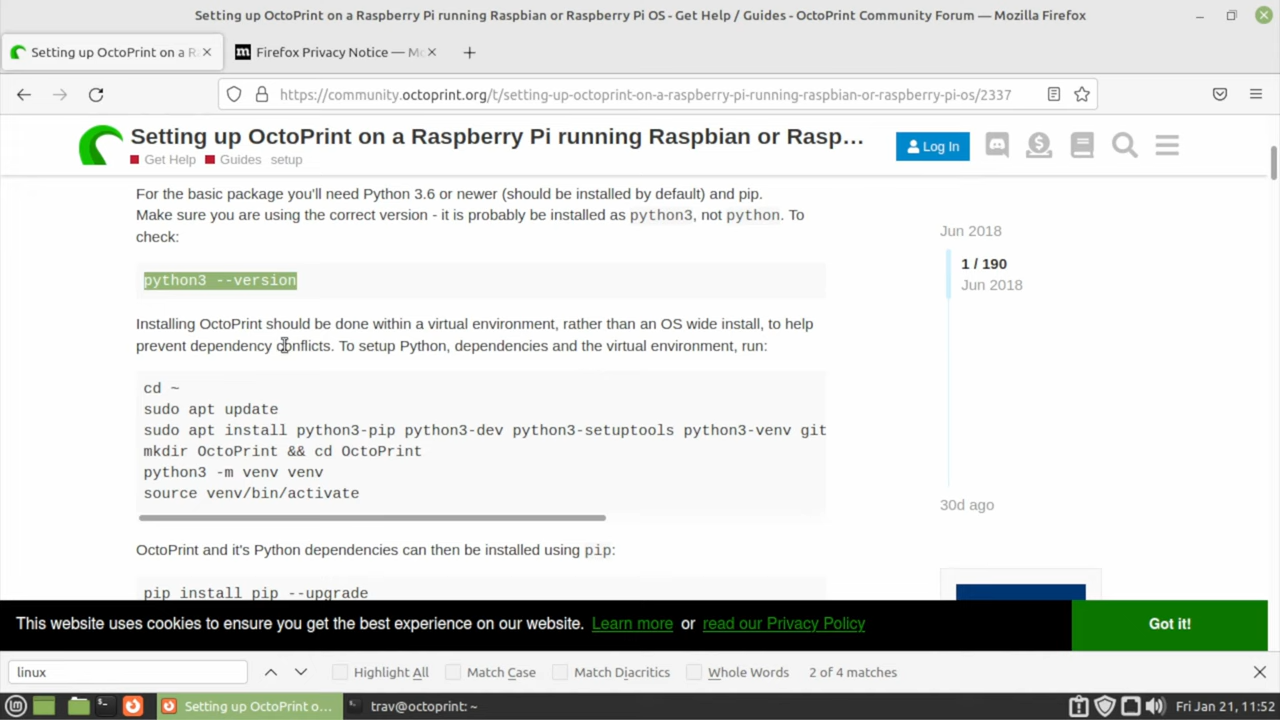 Setting up OctoPrint on a Raspberry Pi running Raspbian or Raspberry Pi OS - Get Help / Guides - OctoPrint Community Forum — Mozilla Firefox
Setting up OctoPrint on a R
Firefox Privacy Notice — Mo
https://community.octoprint.org/t/setting-up-octoprint-on-a-raspberry-pi-running-raspbian-or-raspberry-pi-os/2337
Setting up OctoPrint on a Raspberry Pi running Raspbian or Rasp...
Get Help Guides setup
Log In
For the basic package you'll need Python 3.6 or newer (should be installed by default) and pip.
Make sure you are using the correct version - it is probably be installed as python3, not python. To
check:
python3 --version
Installing OctoPrint should be done within a virtual environment, rather than an OS wide install, to help
prevent dependency conflicts. To setup Python, dependencies and the virtual environment, run:
cd ~
sudo apt update
sudo apt install python3-pip python3-dev python3-setuptools python3-venv git
mkdir OctoPrint && cd OctoPrint
python3 -m venv venv
source venv/bin/activate
OctoPrint and it's Python dependencies can then be installed using pip:
pip install pip --upgrade
Jun 2018
1 / 190
Jun 2018
30d ago
This website uses cookies to ensure you get the best experience on our website. Learn more or read our Privacy Policy
Got it!
linux
Highlight All
Match Case
Match Diacritics
Whole Words
2 of 4 matches
Setting up OctoPrint o...
trav@octoprint: ~
Fri Jan 21, 11:52